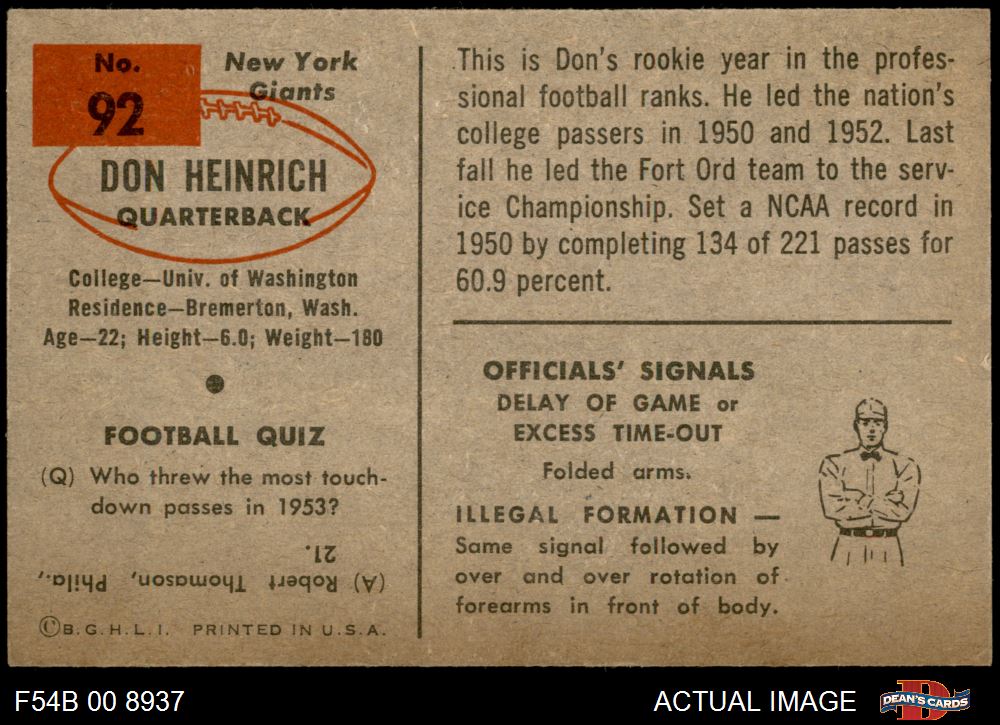 No.
92
New York
Giants
DON HEINRICH
QUARTERBACK
College—Univ. of Washington
Residence—Bremerton, Wash.
Age—22; Height—6.0; Weight—180
FOOTBALL QUIZ
(Q) Who threw the most touch-
down passes in 1953?
(A) Robert Thomason, Phila.,
21.
©B.G.H.L.I. PRINTED IN U.S.A.
This is Don's rookie year in the profes-
sional football ranks. He led the nation's
college passers in 1950 and 1952. Last
fall he led the Fort Ord team to the serv-
ice Championship. Set a NCAA record in
1950 by completing 134 of 221 passes for
60.9 percent.
OFFICIALS' SIGNALS
DELAY OF GAME or
EXCESS TIME-OUT
Folded arms.
ILLEGAL FORMATION —
Same signal followed by
over and over rotation of
forearms in front of body.
F54B 00 8937
ACTUAL IMAGE
D
DEAN'S CARDS